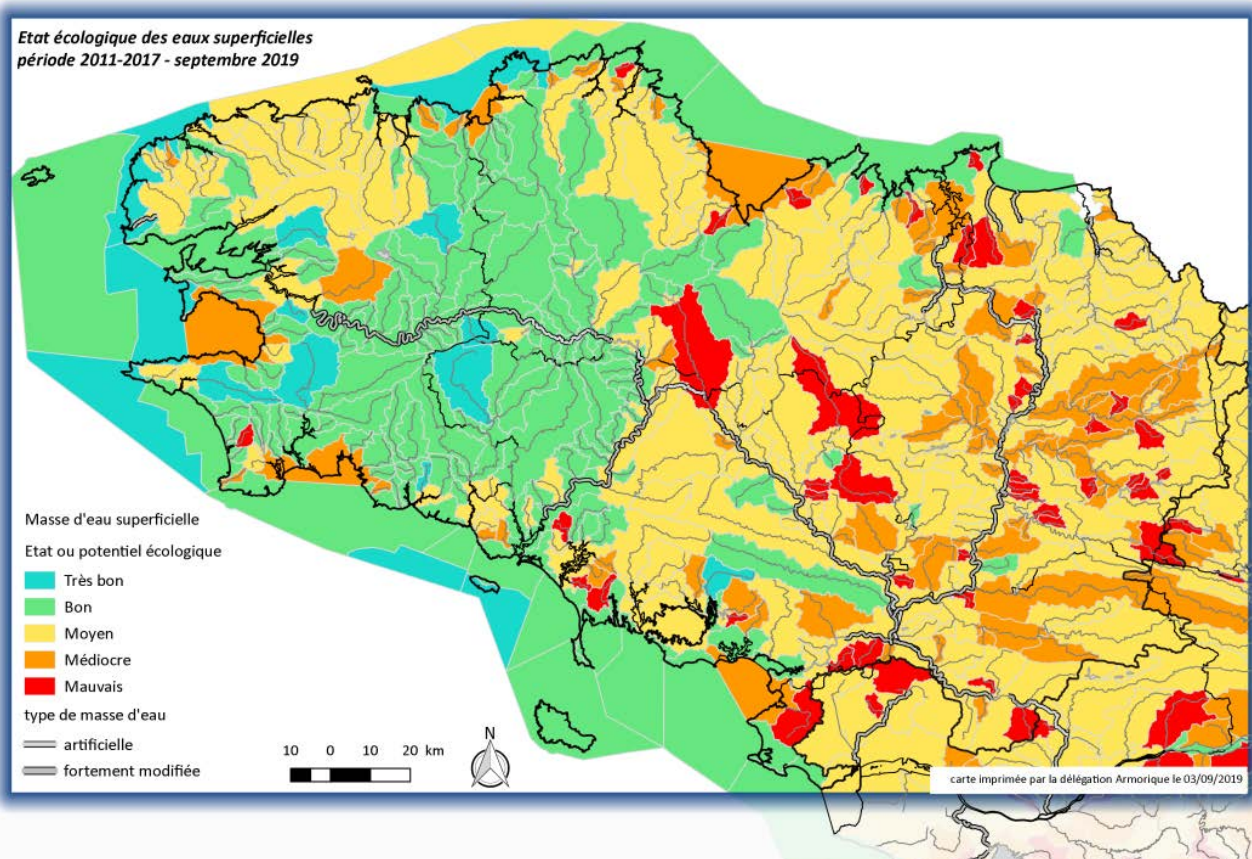 Etat écologique des eaux superficielles
période 2011-2017 - septembre 2019
Masse d'eau superficielle
Etat ou potentiel écologique
Très bon
Bon
Moyen
Médiocre
Mauvais
type de masse d'eau
artificielle
fortement modifiée
10 0 10 20 km
N
carte imprimée par la délégation Armorique le 03/09/2019